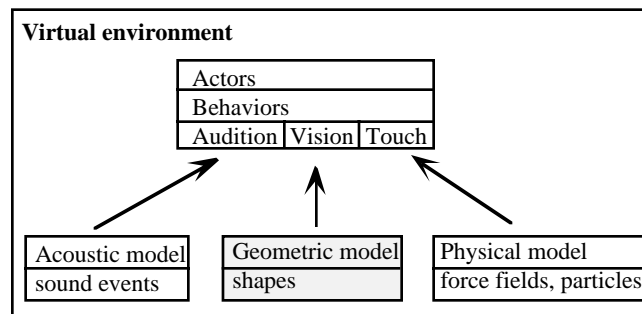 Virtual environment
Actors
Behaviors
Audition Vision Touch
Acoustic model Geometric model Physical model
sound events shapes force fields, particles